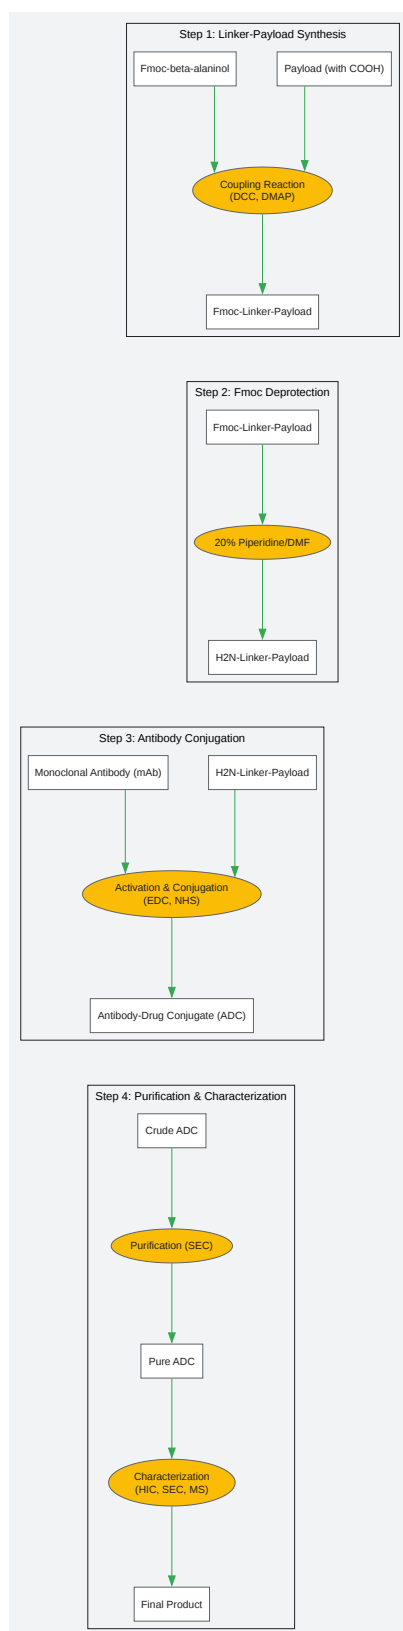 Step 1: Linker-Payload Synthesis
Fmoc-beta-alaninol
Payload (with COOH)
Coupling Reaction
(DCC, DMAP)
Fmoc-Linker-Payload
Step 2: Fmoc Deprotection
Fmoc-Linker-Payload
20% Piperidine/DMF
H2N-Linker-Payload
Step 3: Antibody Conjugation
Monoclonal Antibody (mAb)
H2N-Linker-Payload
Activation & Conjugation
(EDC, NHS)
Antibody-Drug Conjugate (ADC)
Step 4: Purification & Characterization
Crude ADC
Purification (SEC)
Pure ADC
Characterization
(HIC, SEC, MS)
Final Product